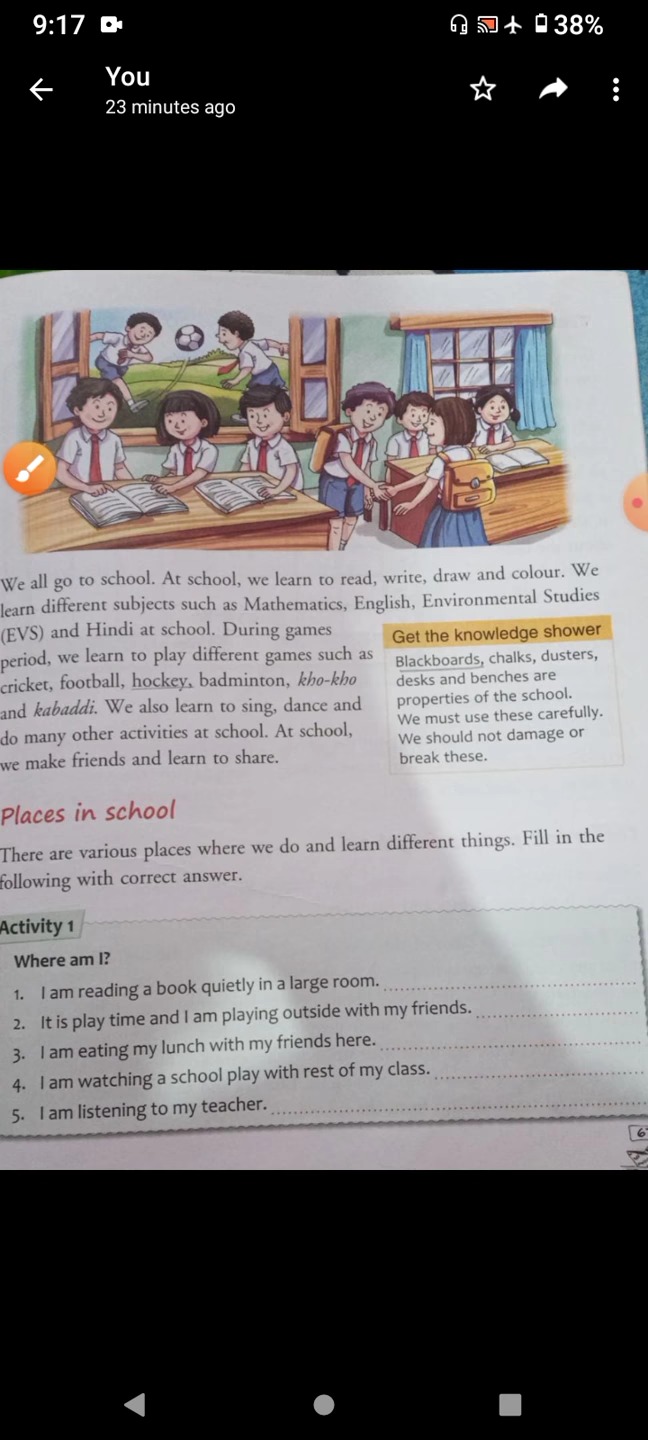 9:17
38%
You
23 minutes ago
We all go to school. At school, we learn to read, write, draw and colour. We
learn different subjects such as Mathematics, English, Environmental Studies
(EVS) and Hindi at school. During games
period, we learn to play different games such as
cricket, football, hockey, badminton, kho-kho
and kabaddi. We also learn to sing, dance and
do many other activities at school. At school,
we make friends and learn to share.
Get the knowledge shower
Blackboards, chalks, dusters,
desks and benches are
properties of the school.
We must use these carefully.
We should not damage or
break these.
Places in school
There are various places where we do and learn different things. Fill in the
following with correct answer.
Activity 1
Where am I?
1. I am reading a book quietly in a large room.
2. It is play time and I am playing outside with my friends.
3. I am eating my lunch with my friends here.
4. I am watching a school play with rest of my class.
5. I am listening to my teacher.